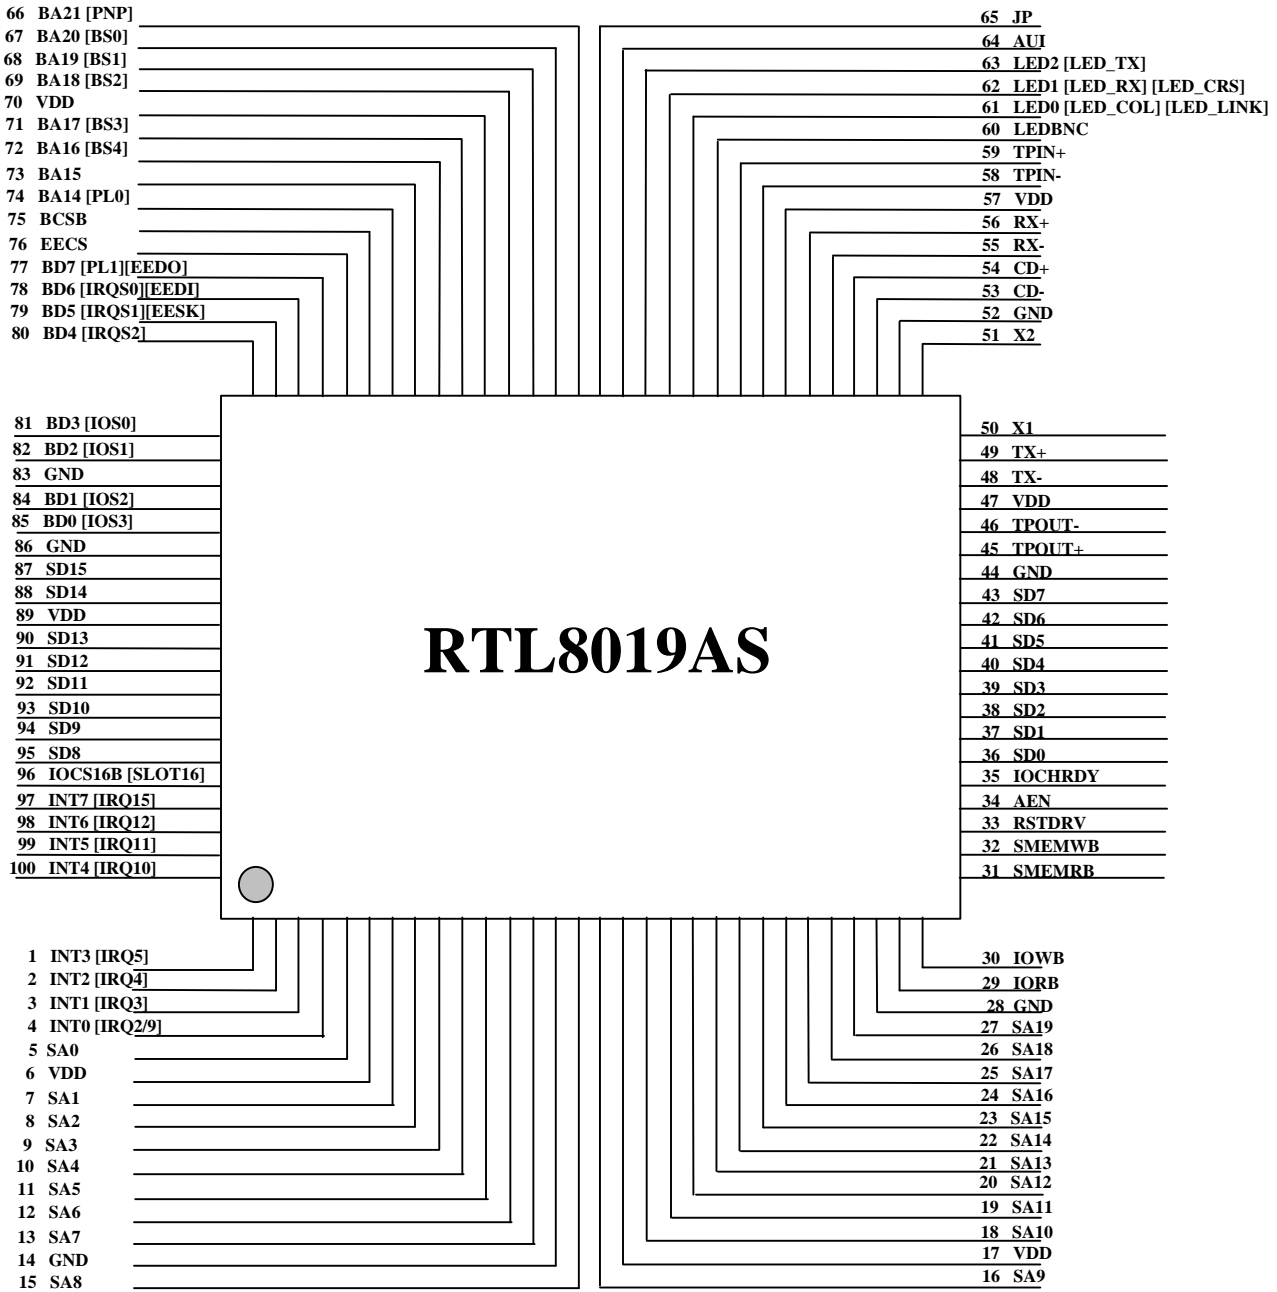 66 BA21 [PNP]
67 BA20 [BS0]
68 BA19 [BS1]
69 BA18 [BS2]
70 VDD
71 BA17 [BS3]
72 BA16 [BS4]
73 BA15
74 BA14 [PL0]
75 BCSB
76 EECS
77 BD7 [PL1][EEDO]
78 BD6 [IRQS0][EEDI]
79 BD5 [IRQS1][EESK]
80 BD4 [IRQS2]
65 JP
64 AUI
63 LED2 [LED_TX]
62 LED1 [LED_RX] [LED_CRS]
61 LED0 [LED_COL] [LED_LINK]
60 LEDBNC
59 TPIN+
58 TPIN-
57 VDD
56 RX+
55 RX-
54 CD+
53 CD-
52 GND
51 X2
81 BD3 [IOS0]
82 BD2 [IOS1]
83 GND
84 BD1 [IOS2]
85 BD0 [IOS3]
86 GND
87 SD15
88 SD14
89 VDD
90 SD13
91 SD12
92 SD11
93 SD10
94 SD9
95 SD8
96 IOCS16B [SLOT16]
97 INT7 [IRQ15]
98 INT6 [IRQ12]
99 INT5 [IRQ11]
100 INT4 [IRQ10]
RTL8019AS
50 X1
49 TX+
48 TX-
47 VDD
46 TPOUT-
45 TPOUT+
44 GND
43 SD7
42 SD6
41 SD5
40 SD4
39 SD3
38 SD2
37 SD1
36 SD0
35 IOCHRDY
34 AEN
33 RSTDRV
32 SMEMWB
31 SMEMRB
1 INT3 [IRQ5]
2 INT2 [IRQ4]
3 INT1 [IRQ3]
4 INT0 [IRQ2/9]
5 SA0
6 VDD
7 SA1
8 SA2
9 SA3
10 SA4
11 SA5
12 SA6
13 SA7
14 GND
15 SA8
30 IOWB
29 IORB
28 GND
27 SA19
26 SA18
25 SA17
24 SA16
23 SA15
22 SA14
21 SA13
20 SA12
19 SA11
18 SA10
17 VDD
16 SA9